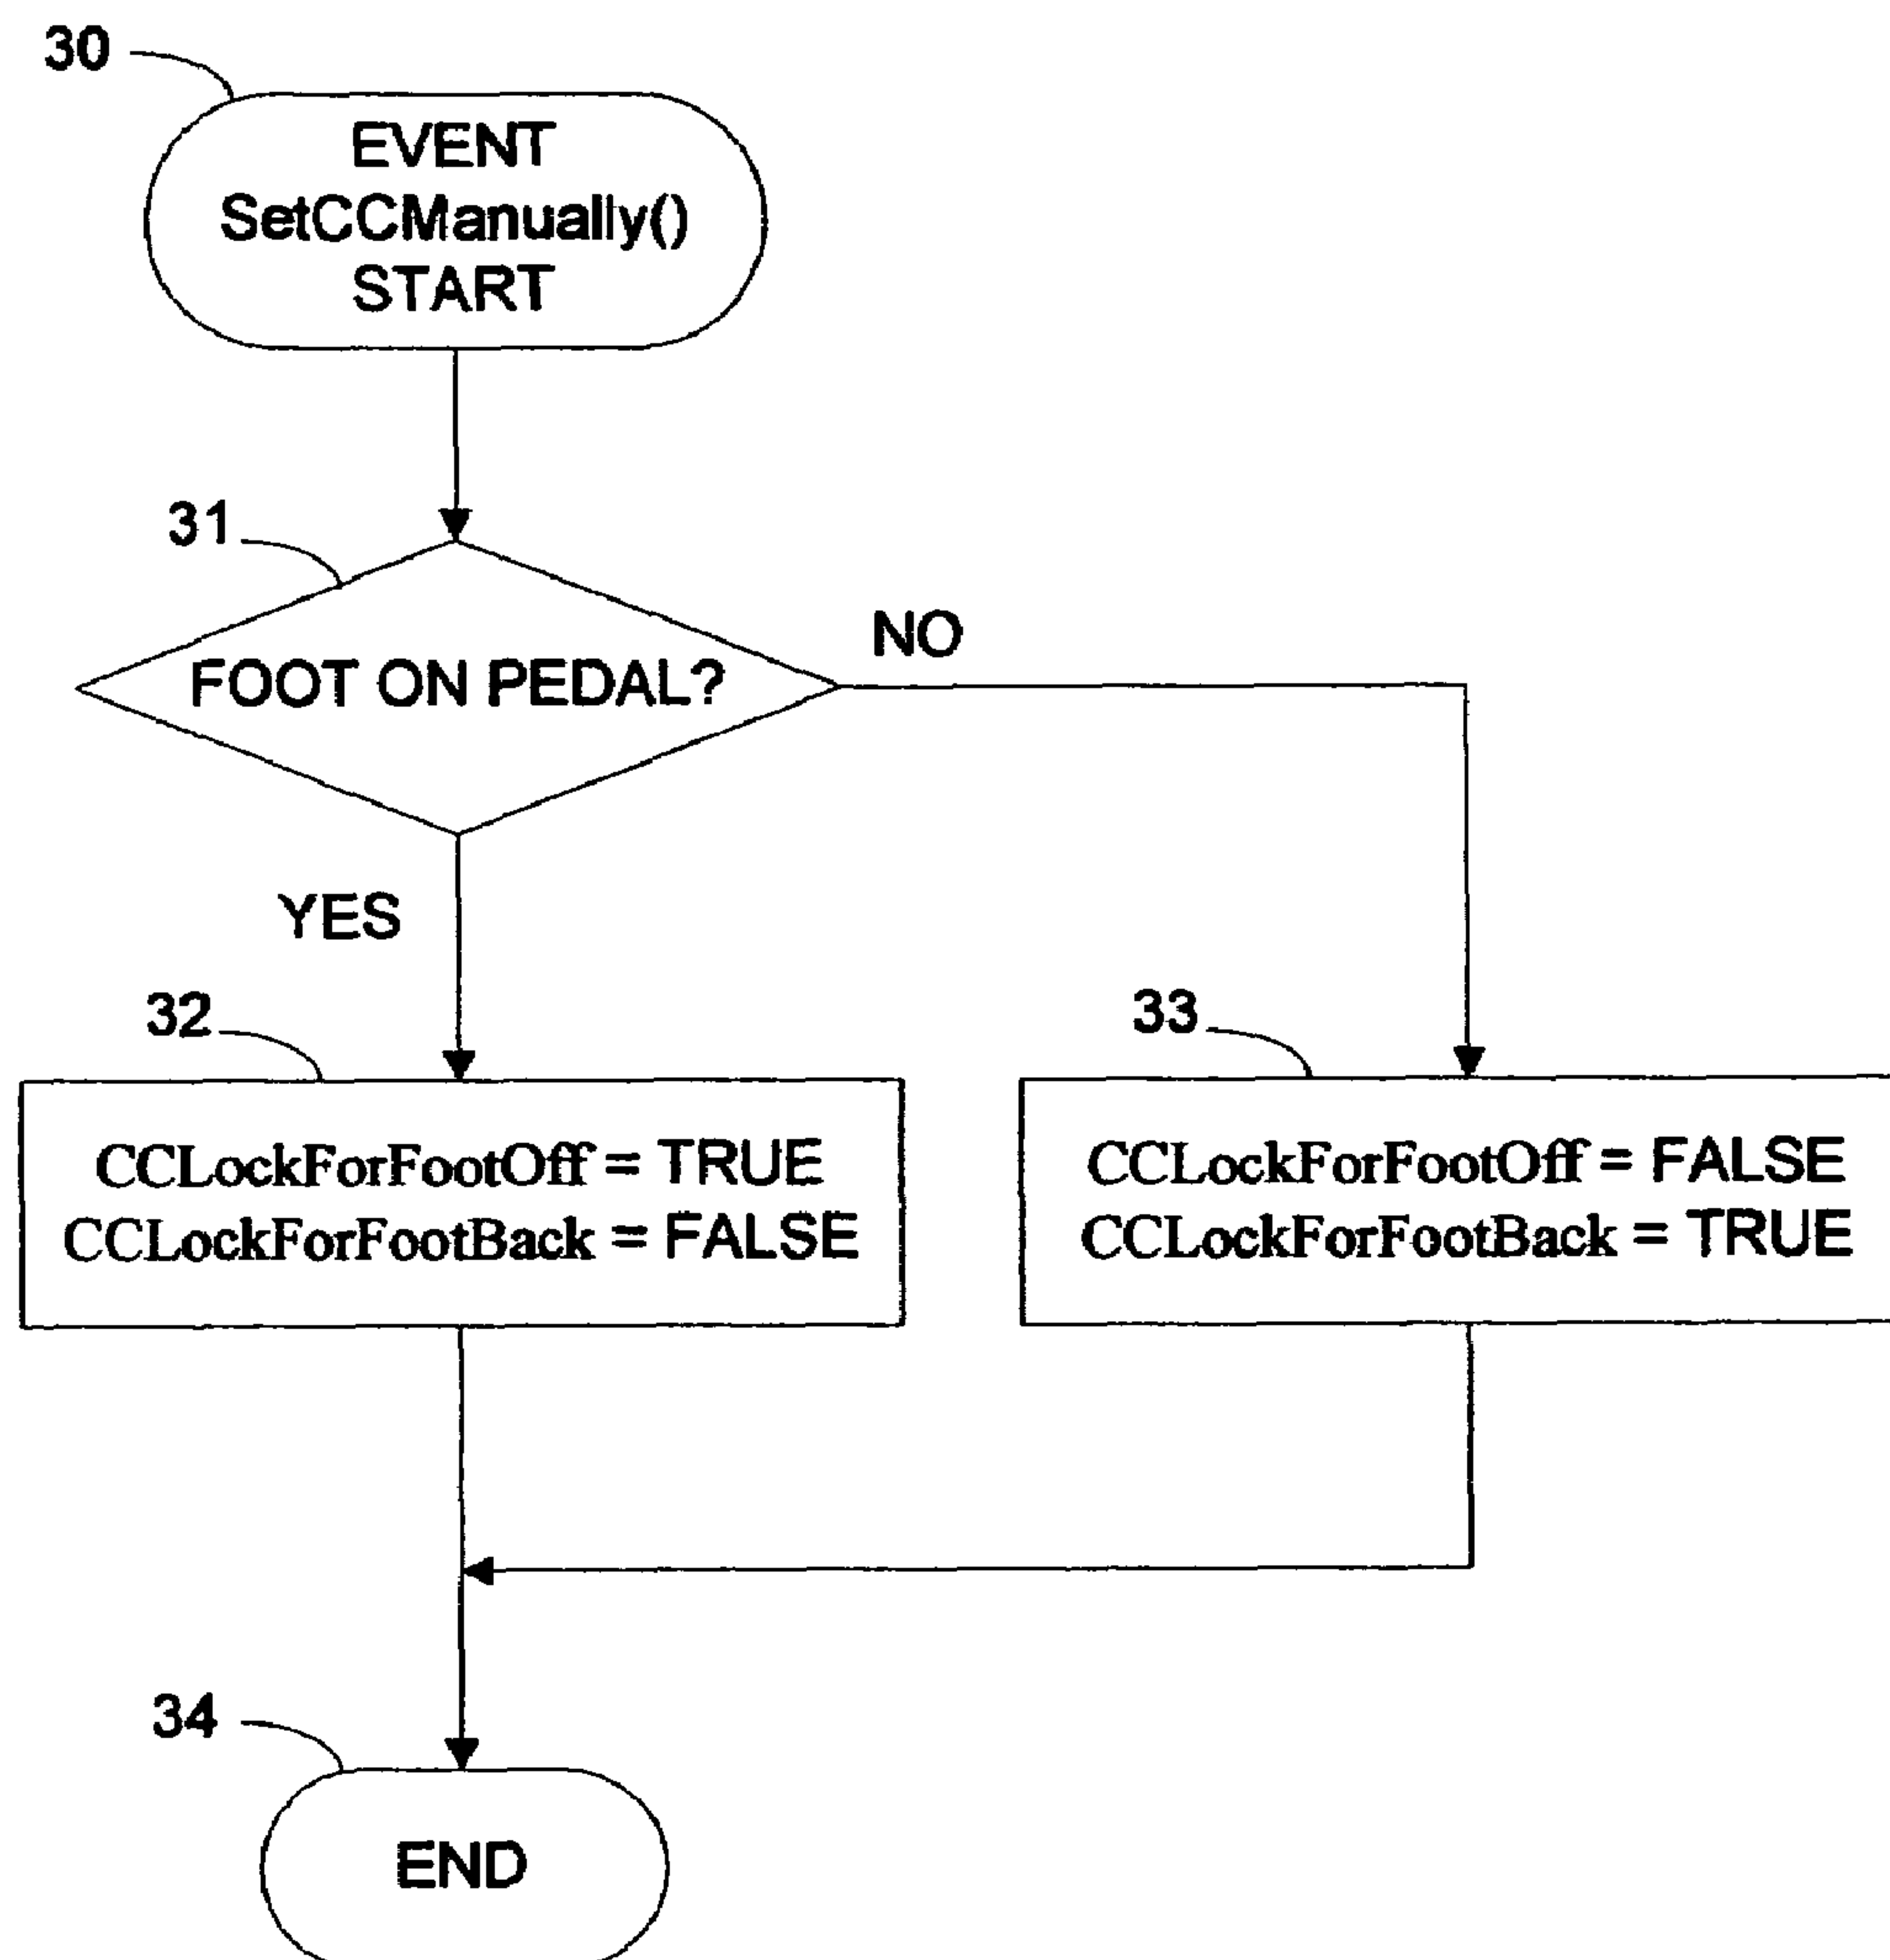 30
EVENT
SetCCManually()
START
31
FOOT ON PEDAL?
NO
YES
32
CCLockForFootOff = TRUE
CCLockForFootBack = FALSE
33
CCLockForFootOff = FALSE
CCLockForFootBack = TRUE
34
END